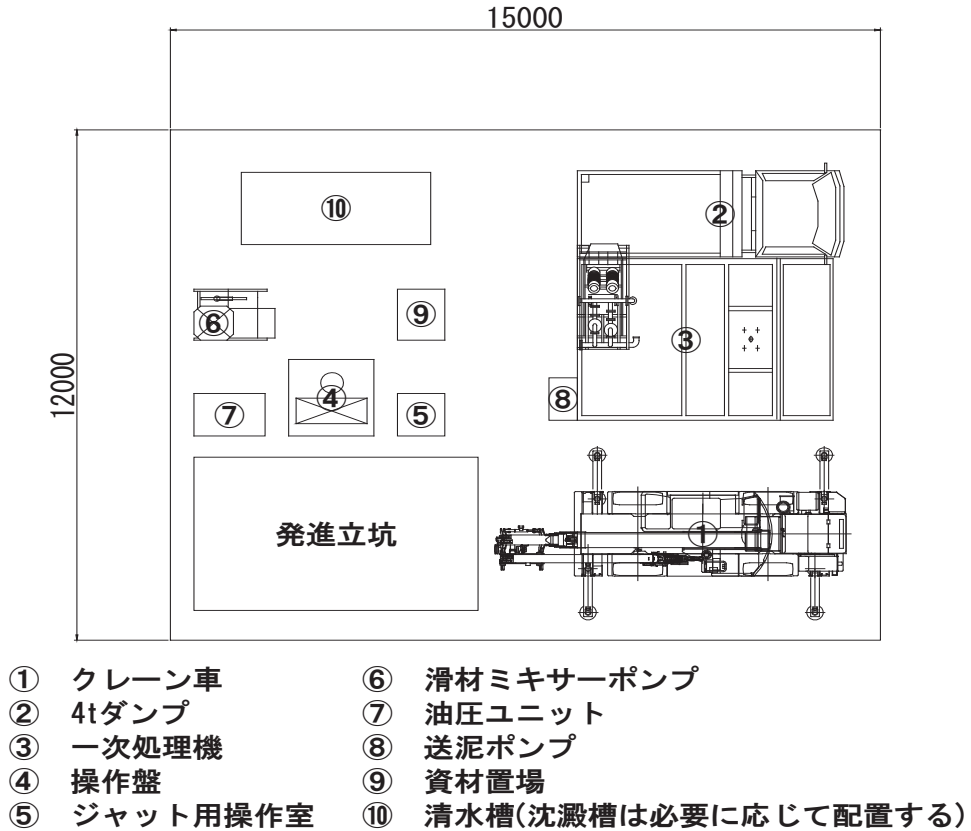 15000
12000
⑩
②
⑥
⑨
③
④
⑦
⑤
⑧
発進立坑
①
① クレーン車
② 4tダンプ
③ 一次処理機
④ 操作盤
⑤ ジャット用操作室
⑥ 滑材ミキサーポンプ
⑦ 油圧ユニット
⑧ 送泥ポンプ
⑨ 資材置場
⑩ 清水槽(沈澱槽は必要に応じて配置する)